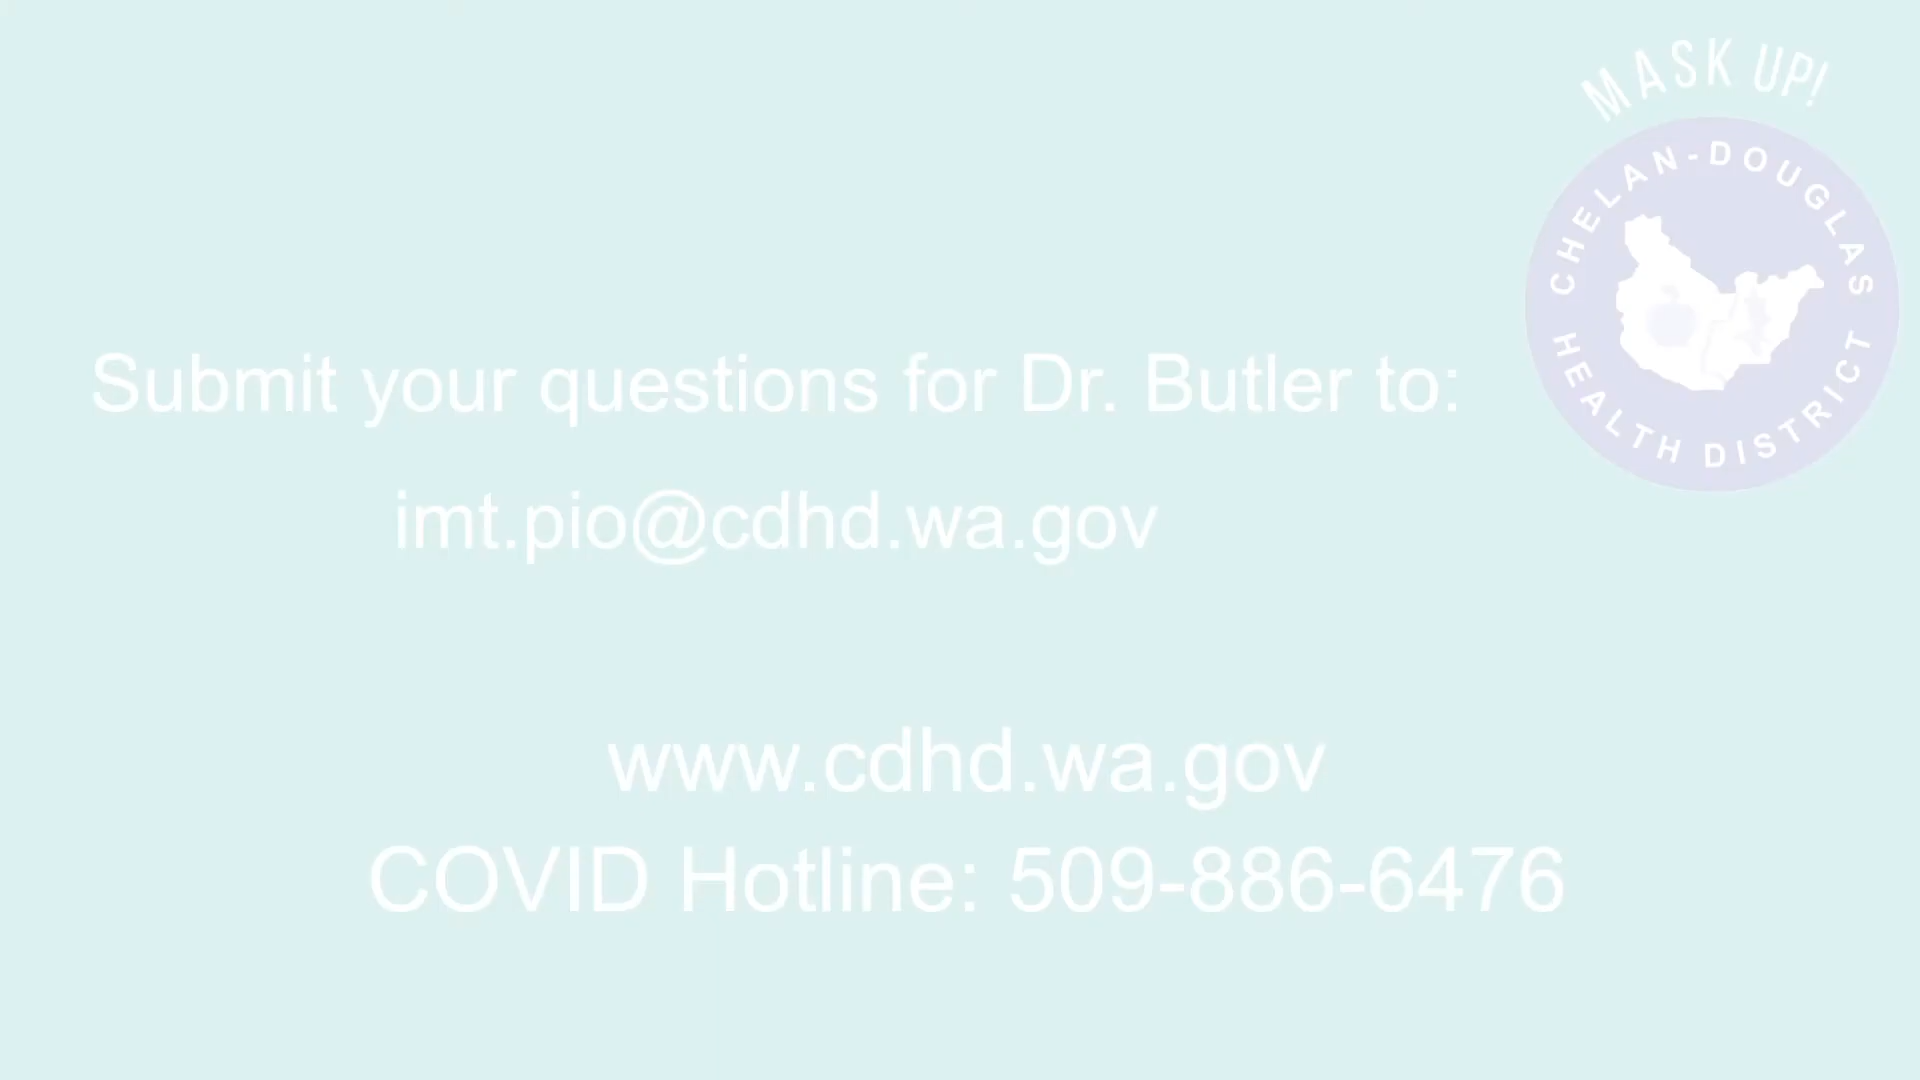 MASK UP!
CHELAN-DOUGLAS
HEALTH DISTRICT
Submit your questions for Dr. Butler to:
imt.pio@cdhd.wa.gov
www.cdhd.wa.gov
COVID Hotline: 509-886-6476